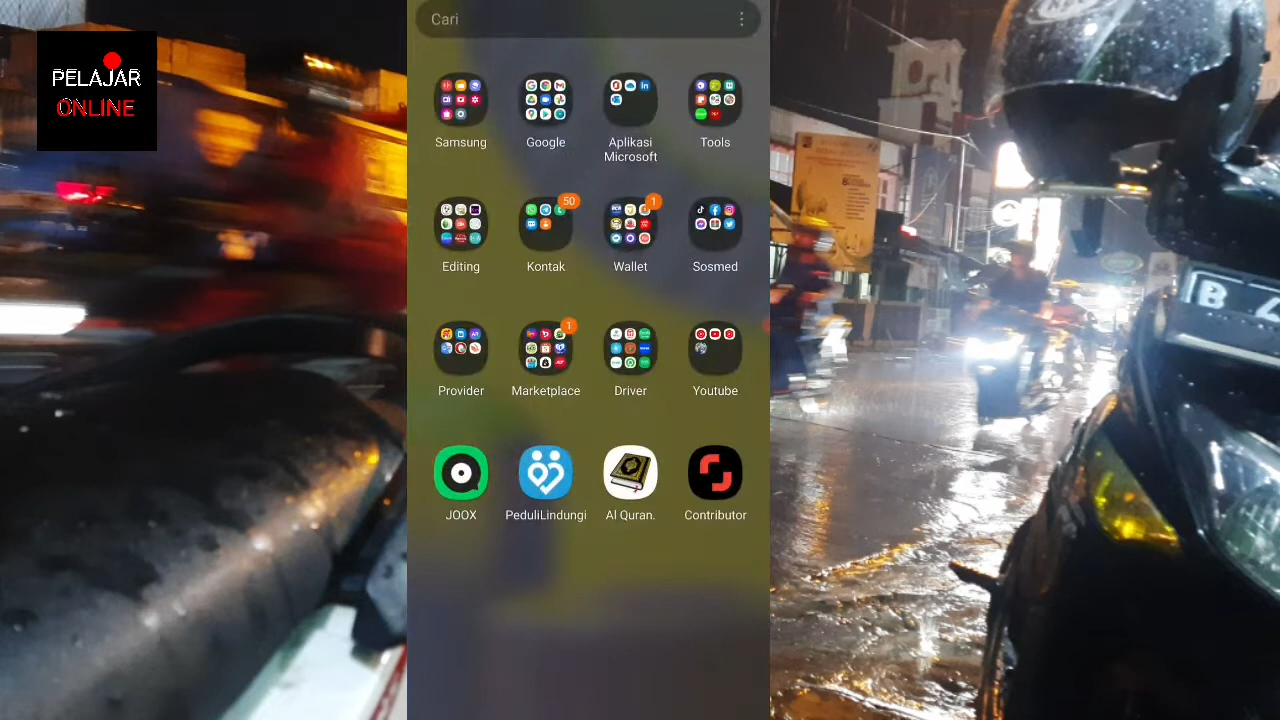 PELAJAR
ONLINE
Cari
Samsung
Google
Aplikasi
Microsoft
Tools
50
1
Editing
Kontak
Wallet
Sosmed
1
Provider
Marketplace
Driver
Youtube
JOOX
PeduliLindungi
Al Quran.
Contributor
B